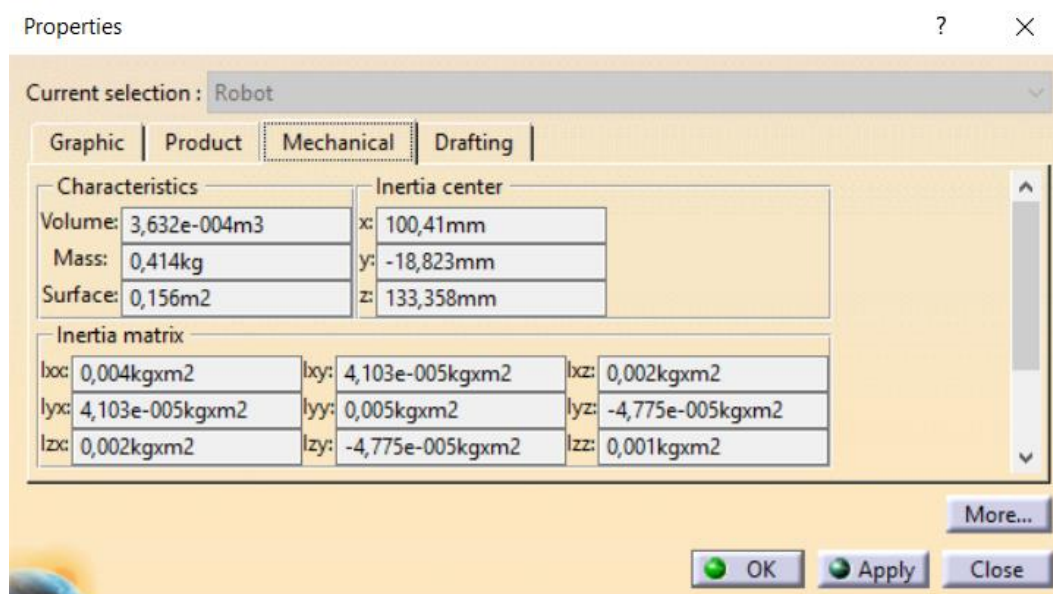 Properties ?
Current selection : Robot
Graphic Product Mechanical Drafting
Characteristics Inertia center
Volume: 3,632e-004m3 x: 100,41mm
Mass: 0,414kg y: -18,823mm
Surface: 0,156m2 z: 133,358mm
Inertia matrix
Ixx: 0,004kgxm2 Ixy: 4,103e-005kgxm2 Ixz: 0,002kgxm2
Iyx: 4,103e-005kgxm2 Iyy: 0,005kgxm2 Iyz: -4,775e-005kgxm2
Izx: 0,002kgxm2 Izy: -4,775e-005kgxm2 Izz: 0,001kgxm2
More...
OK Apply Close